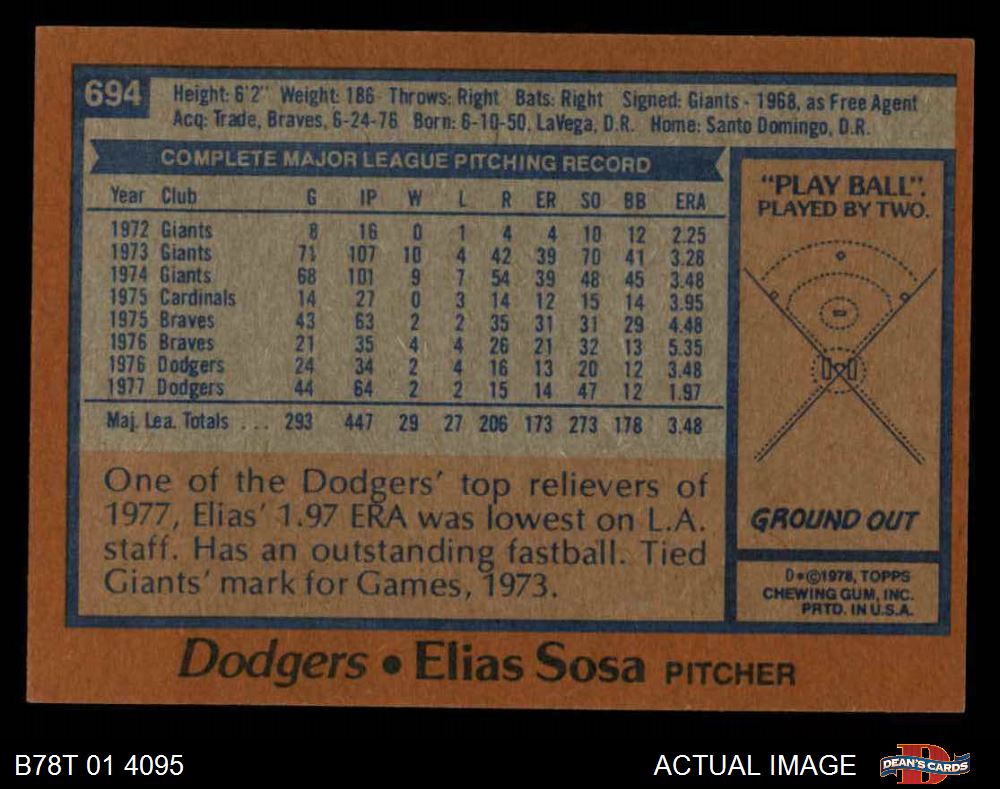 694
Height: 6'2" Weight: 186 Throws: Right Bats: Right Signed: Giants - 1968, as Free Agent
Acq: Trade, Braves, 6-24-76 Born: 6-10-50, LaVega, D.R. Home: Santo Domingo, D.R.
COMPLETE MAJOR LEAGUE PITCHING RECORD
Year Club G IP W L R ER SO BB ERA
1972 Giants 8 16 0 1 4 4 10 12 2.25
1973 Giants 71 107 10 4 42 39 70 41 3.28
1974 Giants 68 101 9 7 54 39 48 45 3.48
1975 Cardinals 14 27 0 3 14 12 15 14 3.95
1975 Braves 43 63 2 2 35 31 31 29 4.48
1976 Braves 21 35 4 4 26 21 32 13 5.35
1976 Dodgers 24 34 2 4 16 13 20 12 3.48
1977 Dodgers 44 64 2 2 15 14 47 12 1.97
Maj. Lea. Totals ... 293 447 29 27 206 173 273 178 3.48
One of the Dodgers' top relievers of
1977, Elias' 1.97 ERA was lowest on L.A.
staff. Has an outstanding fastball. Tied
Giants' mark for Games, 1973.
"PLAY BALL".
PLAYED BY TWO.
GROUND OUT
D*©1978, TOPPS
CHEWING GUM, INC.
PRTD. IN U.S.A.
Dodgers • Elias Sosa PITCHER
B78T 01 4095
ACTUAL IMAGE
D
DEAN'S CARDS